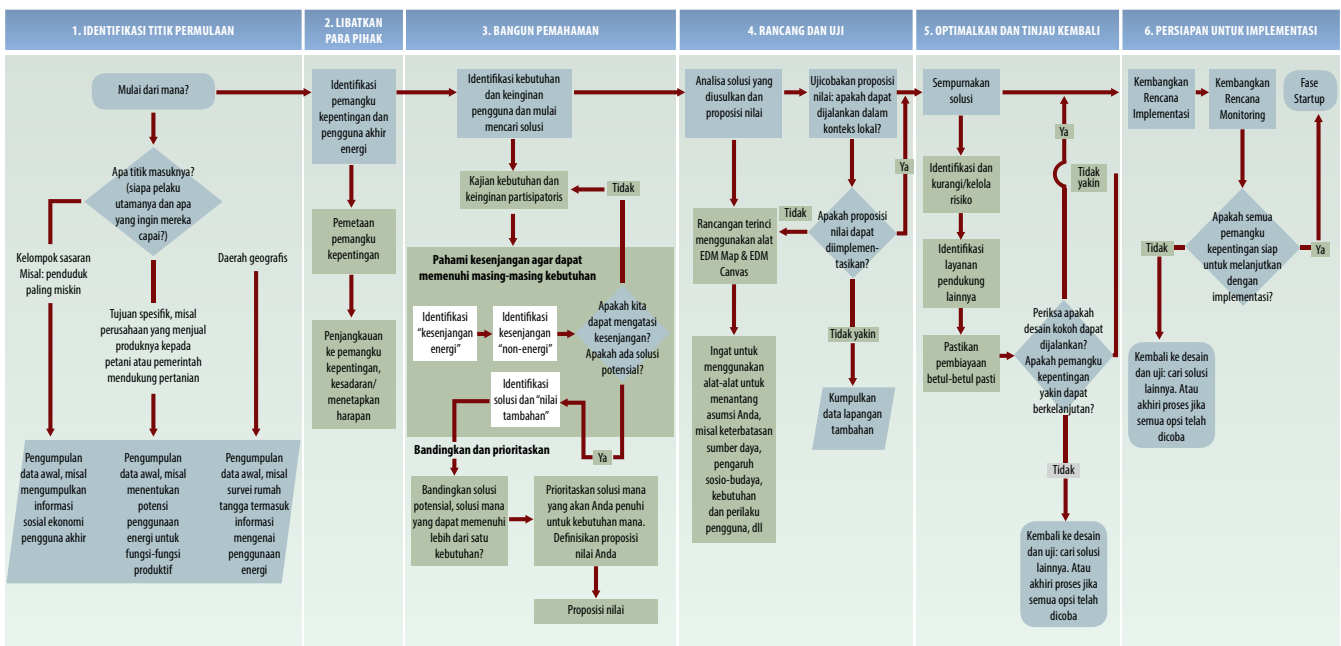 1. IDENTIFIKASI TITIK PERMULAAN
Mulai dari mana?
Apa titik masuknya?
(siapa pelaku
utamanya dan apa
yang ingin mereka
capai?)
Kelompok sasaran
Misal: penduduk
paling miskin
Tujuan spesifik, misal
perusahaan yang menjual
produknya kepada
petani atau pemerintah
mendukung pertanian
Daerah geografis
Pengumpulan
data awal, misal
mengumpulkan
informasi
sosial ekonomi
pengguna akhir
Pengumpulan
data awal, misal
menentukan
potensi
penggunaan
energi untuk
fungsi-fungsi
produktif
Pengumpulan
data awal, misal
survei rumah
tangga termasuk
informasi
mengenai
penggunaan
energi
2. LIBATKAN
PARA PIHAK
Identifikasi
pemangku
kepentingan dan
pengguna akhir
energi
Pemetaan
pemangku
kepentingan
Penjangkauan
ke pemangku
kepentingan,
kesadaran/
menetapkan
harapan
3. BANGUN PEMAHAMAN
Identifikasi kebutuhan
dan keinginan
pengguna dan mulai
mencari solusi
Kajian kebutuhan dan
keinginan partisipatoris
Tidak
Pahami kesenjangan agar dapat
memenuhi masing-masing kebutuhan
Identifikasi
“kesenjangan
energi”
Identifikasi
kesenjangan
“non-energi”
Apakah kita
dapat mengatasi
kesenjangan?
Apakah ada solusi
potensial?
Identifikasi
solusi dan “nilai
tambahan”
Ya
Bandingkan dan prioritaskan
Bandingkan solusi
potensial, solusi mana
yang dapat memenuhi
lebih dari satu
kebutuhan?
Prioritaskan solusi mana
yang akan Anda penuhi
untuk kebutuhan mana.
Definisikan proposisi
nilai Anda
Proposisi nilai
4. RANCANG DAN UJI
Analisa solusi yang
diusulkan dan
proposisi nilai
Ujicobakan proposisi
nilai: apakah dapat
dijalankan dalam
konteks lokal?
Ya
Tidak
Rancangan terinci
menggunakan alat
EDM Map & EDM
Canvas
Apakah proposisi
nilai dapat
diimplemen-
tasikan?
Tidak yakin
Ingat untuk
menggunakan
alat-alat untuk
menantang
asumsi Anda,
misal keterbatasan
sumber daya,
pengaruh
sosio-budaya,
kebutuhan
dan perilaku
pengguna, dll
Kumpulkan
data lapangan
tambahan
5. OPTIMALKAN DAN TINJAU KEMBALI
Sempurnakan
solusi
Identifikasi dan
kurangi/kelola
risiko
Identifikasi
layanan
pendukung
lainnya
Pastikan
pembiayaan
betul-betul pasti
Ya
Tidak
yakin
Periksa apakah
desain kokoh dapat
dijalankan?
Apakah pemangku
kepentingan
yakin dapat
berkelanjutan?
Tidak
Kembali ke desain
dan uji: cari solusi
lainnya. Atau
akhiri proses jika
semua opsi telah
dicoba
6. PERSIAPAN UNTUK IMPLEMENTASI
Kembangkan
Rencana
Implementasi
Kembangkan
Rencana
Monitoring
Fase
Startup
Apakah semua
pemangku
kepentingan siap
untuk melanjutkan
dengan
implementasi?
Tidak
Ya
Kembali ke desain
dan uji: cari solusi
lainnya. Atau
akhiri proses jika
semua opsi telah
dicoba